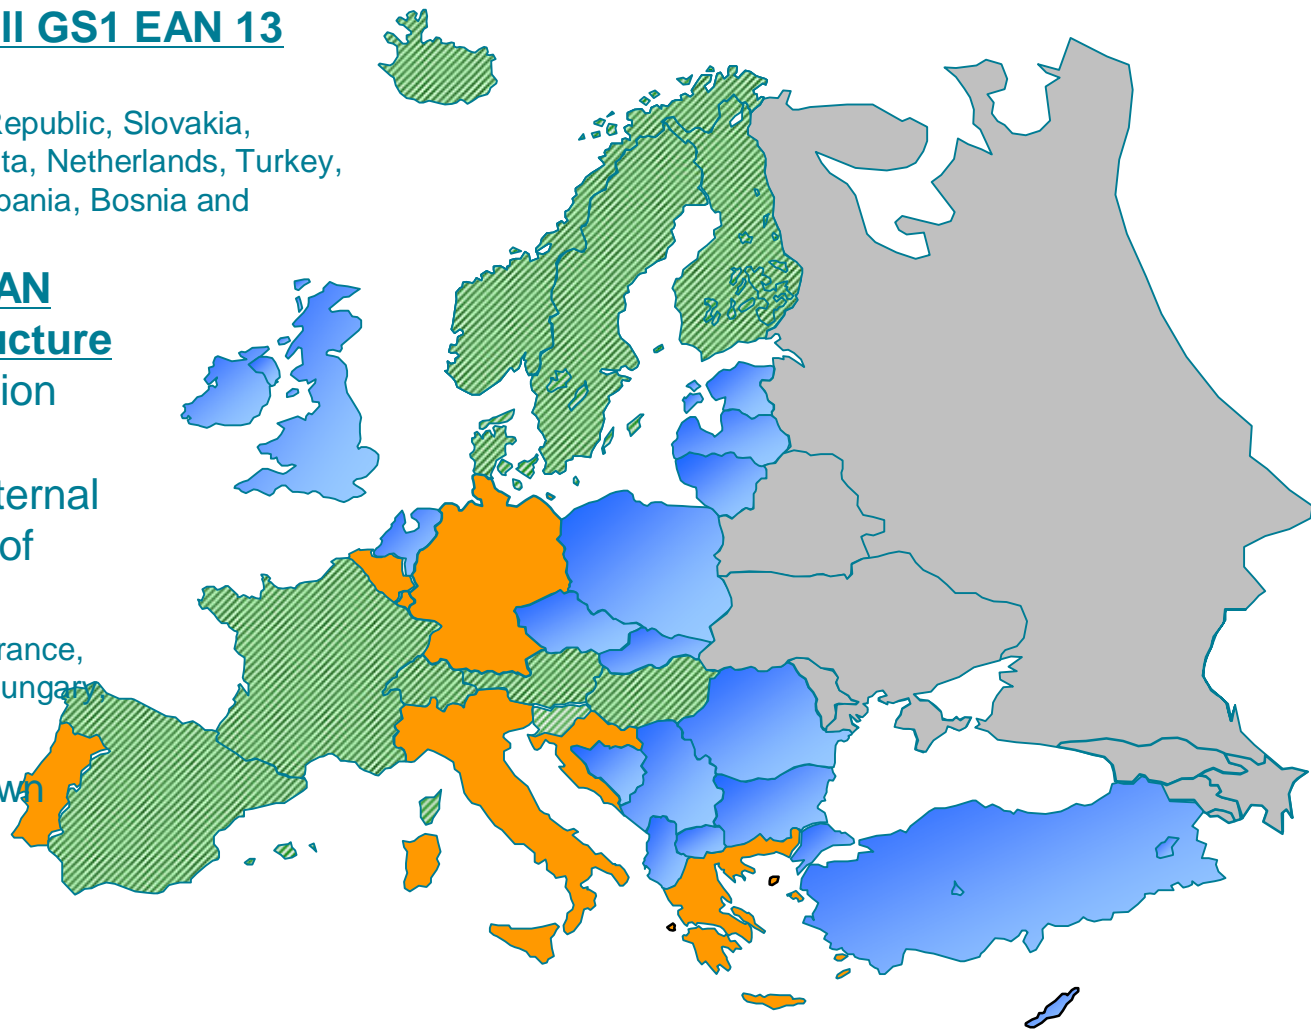 ll GS1 EAN 13
Republic, Slovakia,
ta, Netherlands, Turkey,
bania, Bosnia and
AN
ucture
tion
ternal
of
rance,
ungary,
wn